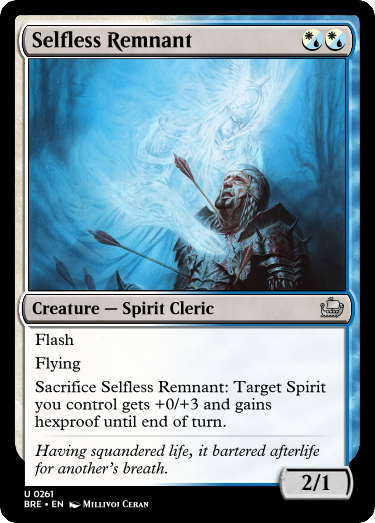 Selfless Remnant
Creature — Spirit Cleric
Flash
Flying
Sacrifice Selfless Remnant: Target Spirit
you control gets +0/+3 and gains
hexproof until end of turn.
Having squandered life, it bartered afterlife
for another's breath.
2/1
U 0261
BRE • EN Millivoj Ceran